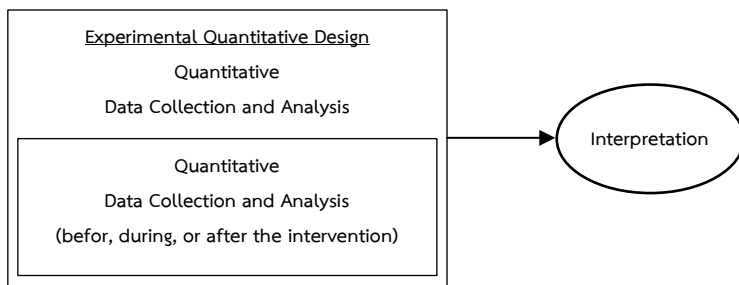 Experimental Quantitative Design
Quantitative
Data Collection and Analysis
Quantitative
Data Collection and Analysis
(befor, during, or after the intervention)
Interpretation